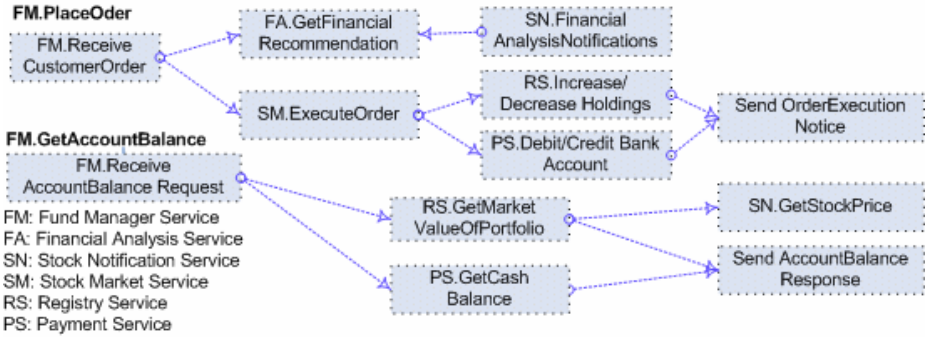 FM.PlaceOder
FM.Receive
CustomerOrder
FA.GetFinancial
Recommendation
SN.Financial
AnalysisNotifications
SM.ExecuteOrder
RS.Increase/
Decrease Holdings
PS.Debit/Credit Bank
Account
Send OrderExecution
Notice
FM.GetAccountBalance
FM.Receive
AccountBalance Request
RS.GetMarket
ValueOfPortfolio
PS.GetCash
Balance
SN.GetStockPrice
Send AccountBalance
Response
FM: Fund Manager Service
FA: Financial Analysis Service
SN: Stock Notification Service
SM: Stock Market Service
RS: Registry Service
PS: Payment Service